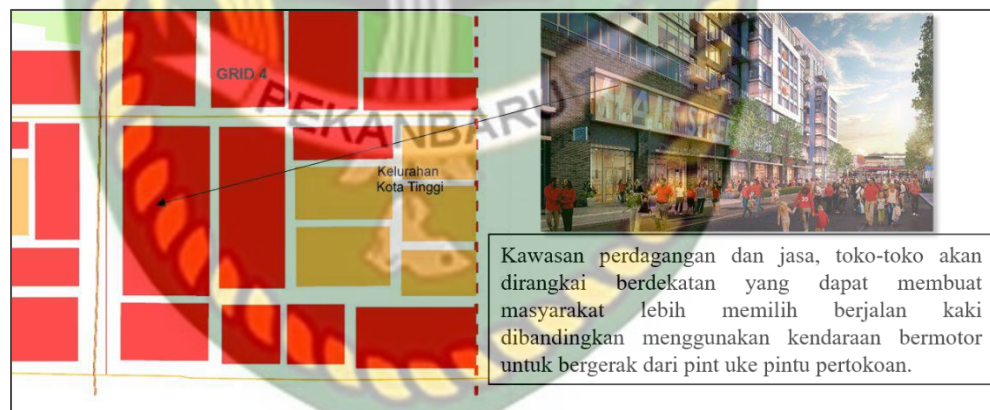 GRID 4
PEKANBARU
Kelurahan
Kota Tinggi
Kawasan perdagangan dan jasa, toko-toko akan
dirangkai berdekatan yang dapat membuat
masyarakat lebih memilih berjalan kaki
dibandingkan menggunakan kendaraan bermotor
untuk bergerak dari pint uke pintu pertokoan.